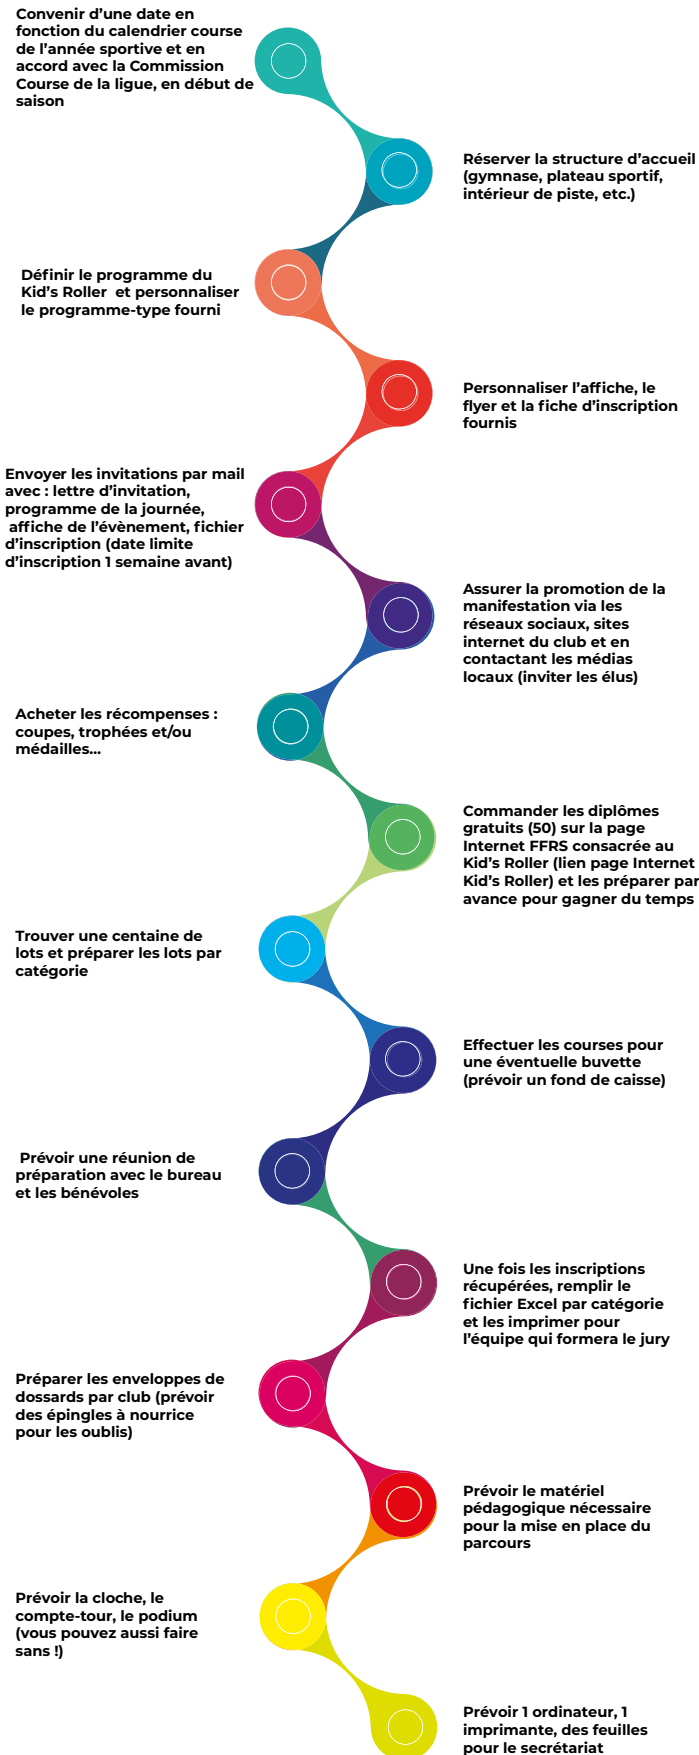 Convenir d’une date en
fonction du calendrier course
de l’année sportive et en
accord avec la Commission
Course de la ligue, en début de
saison
Réserver la structure d’accueil
(gymnase, plateau sportif,
intérieur de piste, etc.)
Définir le programme du
Kid’s Roller et personnaliser
le programme-type fourni
Personnaliser l’affiche, le
flyer et la fiche d’inscription
fournis
Envoyer les invitations par mail
avec : lettre d’invitation,
programme de la journée,
affiche de l’évènement, fichier
d’inscription (date limite
d’inscription 1 semaine avant)
Assurer la promotion de la
manifestation via les
réseaux sociaux, sites
internet du club et en
contactant les médias
locaux (inviter les élus)
Acheter les récompenses :
coupes, trophées et/ou
médailles...
Commander les diplômes
gratuits (50) sur la page
Internet FFRS consacrée au
Kid’s Roller (lien page Internet
Kid’s Roller) et les préparer par
avance pour gagner du temps
Trouver une centaine de
lots et préparer les lots par
catégorie
Effectuer les courses pour
une éventuelle buvette
(prévoir un fond de caisse)
Prévoir une réunion de
préparation avec le bureau
et les bénévoles
Une fois les inscriptions
récupérées, remplir le
fichier Excel par catégorie
et les imprimer pour
l’équipe qui formera le jury
Préparer les enveloppes de
dossards par club (prévoir
des épingles à nourrice
pour les oublis)
Prévoir le matériel
pédagogique nécessaire
pour la mise en place du
parcours
Prévoir la cloche, le
compte-tour, le podium
(vous pouvez aussi faire
sans !)
Prévoir 1 ordinateur, 1
imprimante, des feuilles
pour le secrétariat